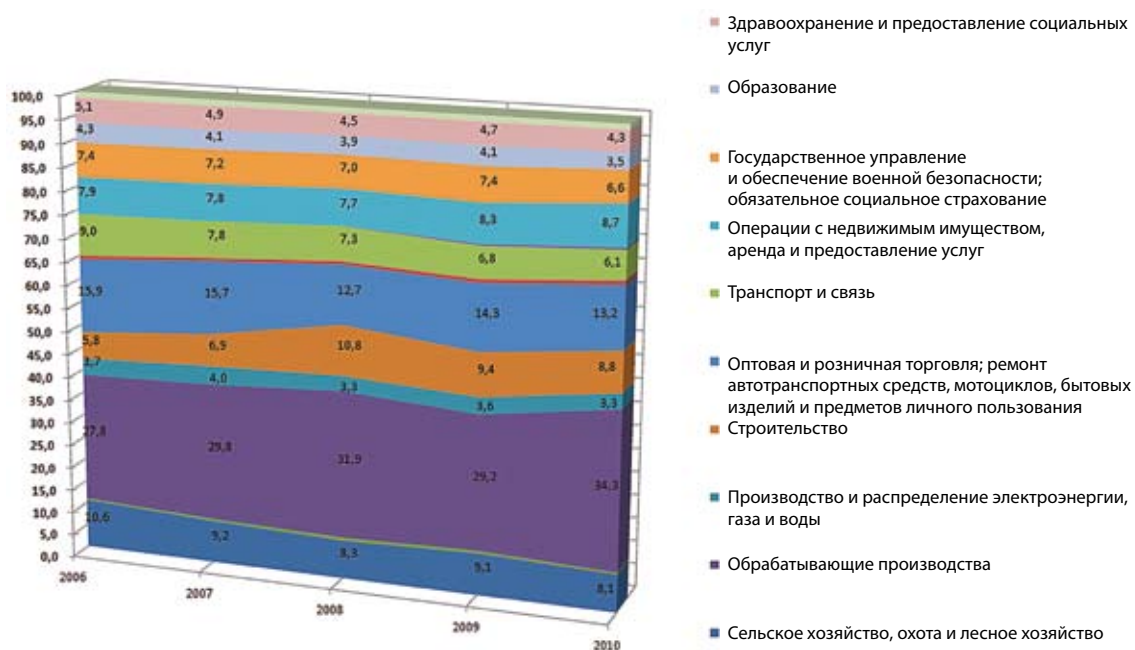 100,0
95,0
90,0
85,0
80,0
75,0
70,0
65,0
60,0
55,0
50,0
45,0
40,0
35,0
30,0
25,0
20,0
15,0
10,0
5,0
0,0
5,1 4,9 4,5 4,7 4,3
4,3 4,1 3,9 4,1 3,5
7,4 7,2 7,0 7,4 6,6
7,9 7,8 7,7 8,3 8,7
9,0 7,8 7,3 6,8 6,1
15,9 15,7 12,7 14,3 13,2
5,8 6,9 10,8 9,4 8,8
3,7 4,0 3,3 3,6 3,3
27,8 29,8 31,9 29,2 34,3
10,6 9,2 8,3 9,1 8,1
2006 2007 2008 2009 2010
Здравоохранение и предоставление социальных
услуг
Образование
Государственное управление
и обеспечение военной безопасности;
обязательное социальное страхование
Операции с недвижимым имуществом,
аренда и предоставление услуг
Транспорт и связь
Оптовая и розничная торговля; ремонт
автотранспортных средств, мотоциклов, бытовых
изделий и предметов личного пользования
Строительство
Производство и распределение электроэнергии,
газа и воды
Обрабатывающие производства
Сельское хозяйство, охота и лесное хозяйство